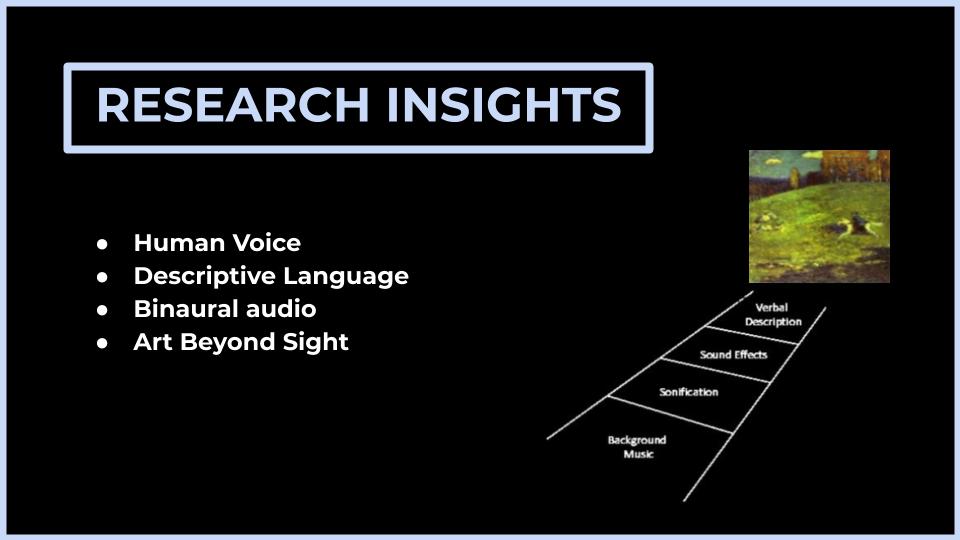 RESEARCH INSIGHTS
● Human Voice
● Descriptive Language
● Binaural audio
● Art Beyond Sight
Verbal
Description
Sound Effects
Sonification
Background
Music